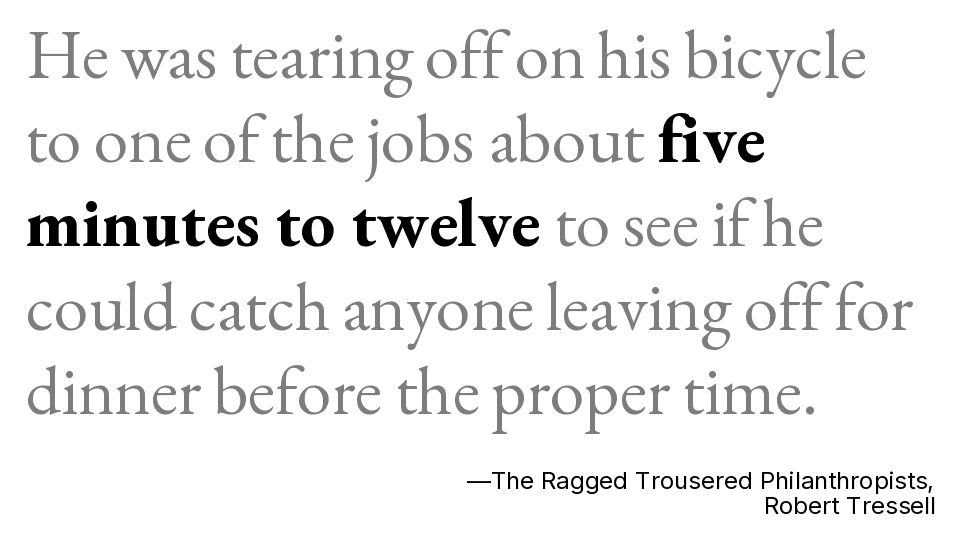 He was tearing off on his bicycle
to one of the jobs about five
minutes to twelve to see if he
could catch anyone leaving off for
dinner before the proper time.
—The Ragged Trousered Philanthropists,
Robert Tressell